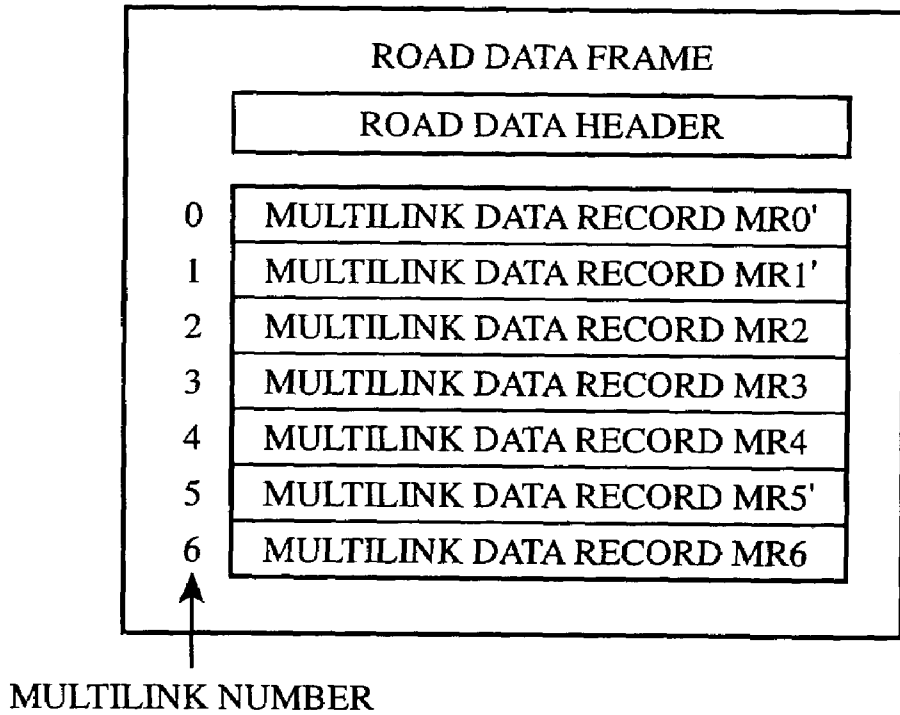 ROAD DATA FRAME
ROAD DATA HEADER
0 MULTILINK DATA RECORD MR0'
1 MULTILINK DATA RECORD MR1'
2 MULTILINK DATA RECORD MR2
3 MULTILINK DATA RECORD MR3
4 MULTILINK DATA RECORD MR4
5 MULTILINK DATA RECORD MR5'
6 MULTILINK DATA RECORD MR6
MULTILINK NUMBER